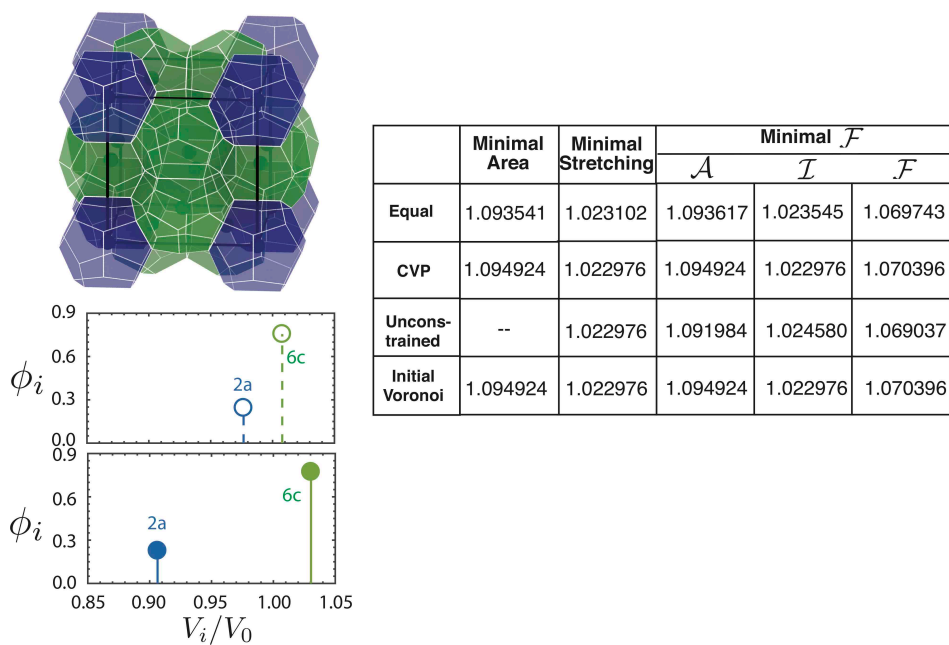 0.9
0.6
0.3
0.0
ϕi
2a
6c
0.9
0.6
0.3
0.0
ϕi
2a
6c
0.85 0.90 0.95 1.00 1.05
Vi/V0
Minimal Area Minimal Stretching Minimal ℱ
𝒜 ℐ ℱ
Equal 1.093541 1.023102 1.093617 1.023545 1.069743
CVP 1.094924 1.022976 1.094924 1.022976 1.070396
Uncons-
trained -- 1.022976 1.091984 1.024580 1.069037
Initial
Voronoi 1.094924 1.022976 1.094924 1.022976 1.070396